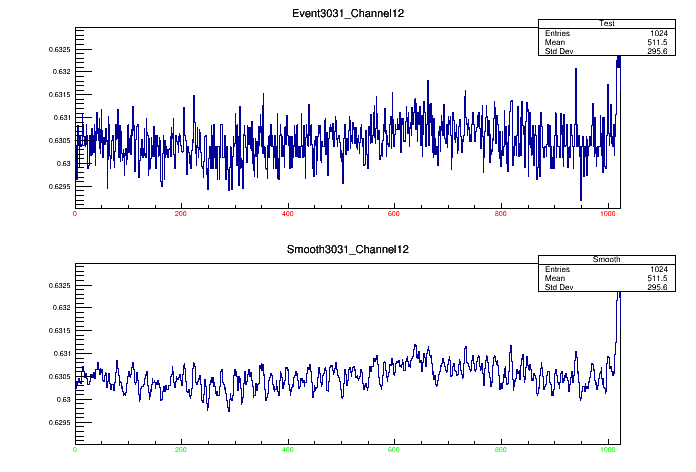 Event3031_Channel12
Test
Entries 1024
Mean 511.5
Std Dev 295.6
0.6325
0.632
0.6315
0.631
0.6305
0.63
0.6295
0 200 400 600 800 1000
Smooth3031_Channel12
Smooth
Entries 1024
Mean 511.5
Std Dev 295.6
0.6325
0.632
0.6315
0.631
0.6305
0.63
0.6295
0 200 400 600 800 1000